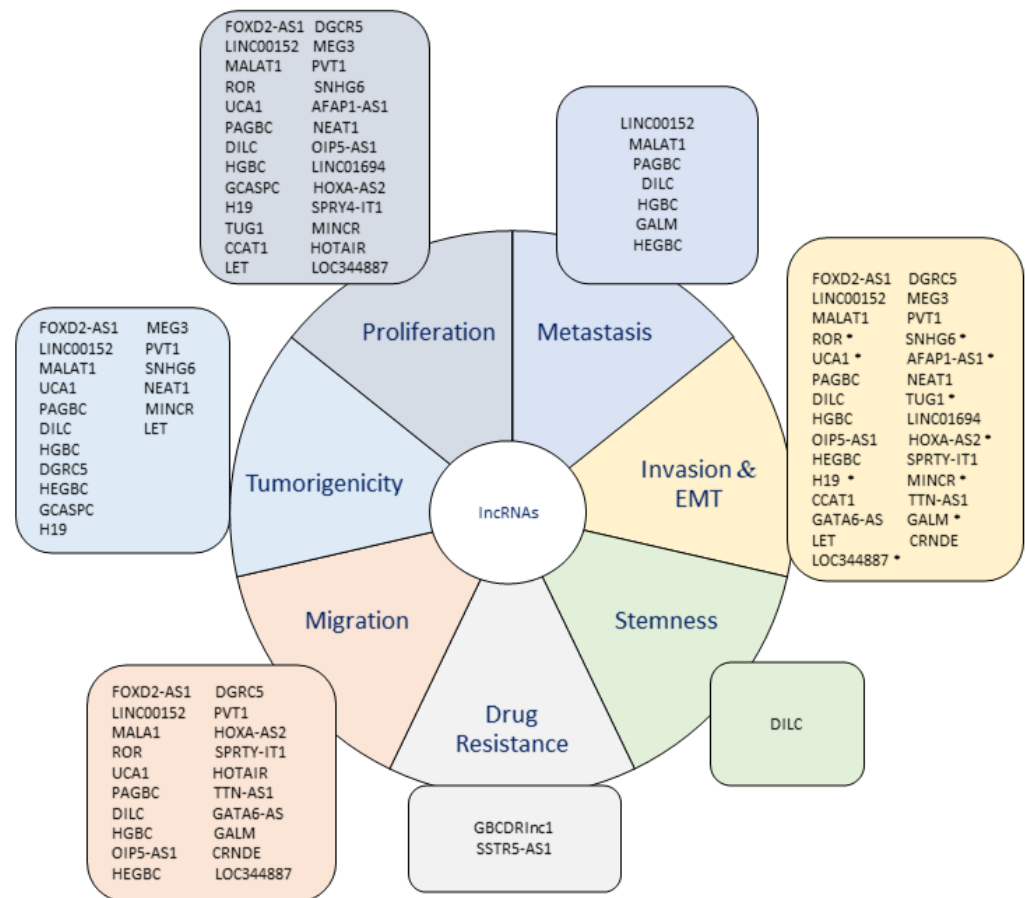 FOXD2-AS1 DGCR5
LINC00152 MEG3
MALAT1 PVT1
ROR SNHG6
UCA1 AFAP1-AS1
PAGBC NEAT1
DILC OIP5-AS1
HGBC LINC01694
GCASPC HOXA-AS2
H19 SPRY4-IT1
TUG1 MINCR
CCAT1 HOTAIR
LET LOC344887
LINC00152
MALAT1
PAGBC
DILC
HGBC
GALM
HEGBC
FOXD2-AS1 DGRC5
LINC00152 MEG3
MALAT1 PVT1
ROR * SNHG6 *
UCA1 * AFAP1-AS1 *
PAGBC NEAT1
DILC TUG1 *
HGBC LINC01694
OIP5-AS1 HOXA-AS2 *
HEGBC SPRTY-IT1
H19 * MINCR *
CCAT1 TTN-AS1
GATA6-AS GALM *
LET CRNDE
LOC344887 *
FOXD2-AS1 MEG3
LINC00152 PVT1
MALAT1 SNHG6
UCA1 NEAT1
PAGBC MINCR
DILC LET
HGBC
DGRC5
HEGBC
GCASPC
H19
Proliferation
Metastasis
Tumorigenicity
Invasion &
EMT
lncRNAs
Migration
Stemness
Drug
Resistance
FOXD2-AS1 DGRC5
LINC00152 PVT1
MALA1 HOXA-AS2
ROR SPRTY-IT1
UCA1 HOTAIR
PAGBC TTN-AS1
DILC GATA6-AS
HGBC GALM
OIP5-AS1 CRNDE
HEGBC LOC344887
DILC
GBCDRlnc1
SSTR5-AS1